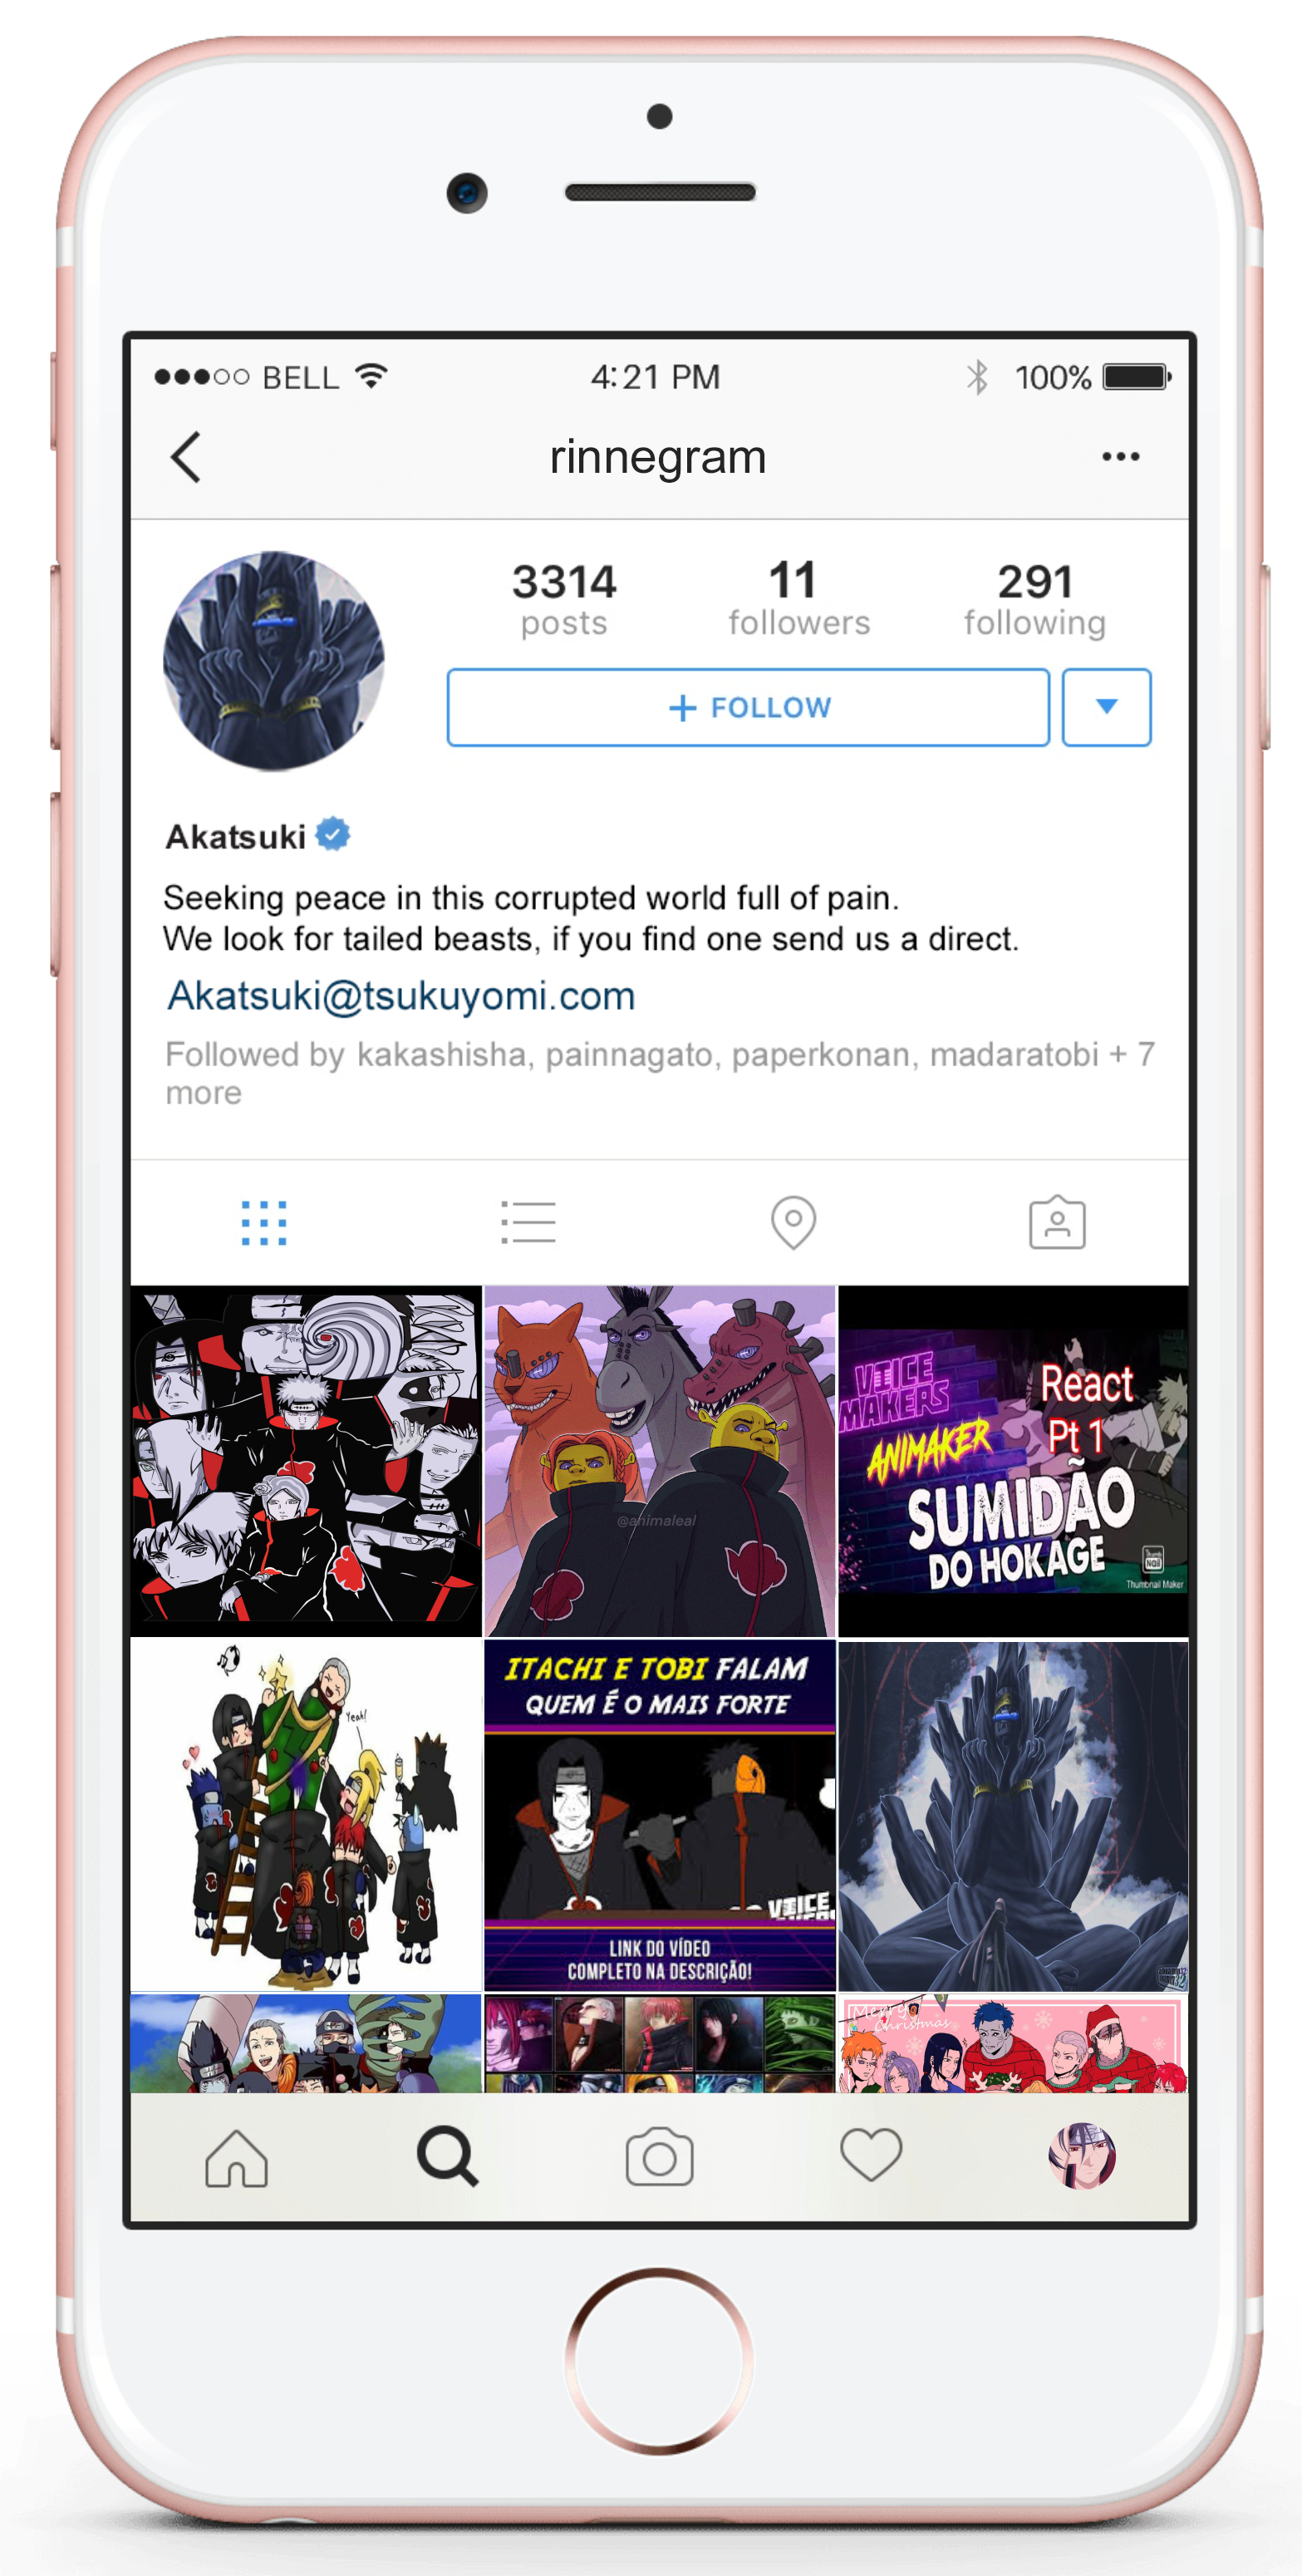 BELL 4:21 PM 100%
rinnegram
3314 11 291
posts followers following
+ FOLLOW
Akatsuki
Seeking peace in this corrupted world full of pain.
We look for tailed beasts, if you find one send us a direct.
Akatsuki@tsukuyomi.com
Followed by kakashisha, painnagato, paperkonan, madaratobi + 7
more
@animaleal
VOICE
MAKERS
ANIMAKER
React
Pt 1
SUMIDÃO
DO HOKAGE
Thumbnail Maker
Yeah!
ITACHI E TOBI FALAM
QUEM É O MAIS FORTE
VOICE
LINK DO VÍDEO
COMPLETO NA DESCRIÇÃO!
Merry
Christmas